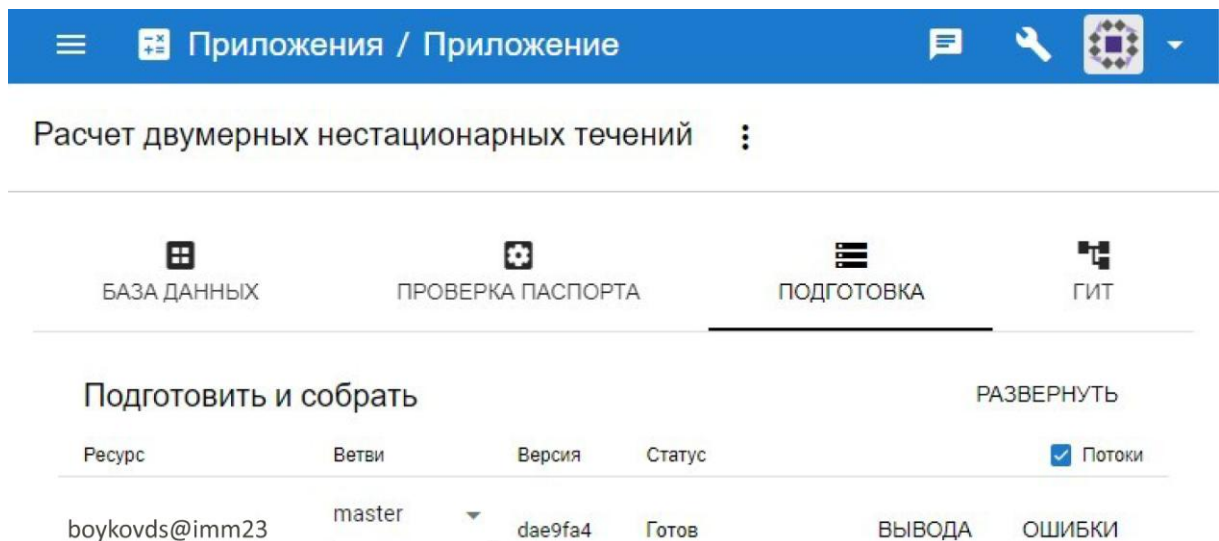 Приложения / Приложение
Расчет двумерных нестационарных течений
БАЗА ДАННЫХ ПРОВЕРКА ПАСПОРТА ПОДГОТОВКА ГИТ
Подготовить и собрать РАЗВЕРНУТЬ
Ресурс Ветви Версия Статус Потоки
boykovds@imm23 master dae9fa4 Готов ВЫВОДА ОШИБКИ